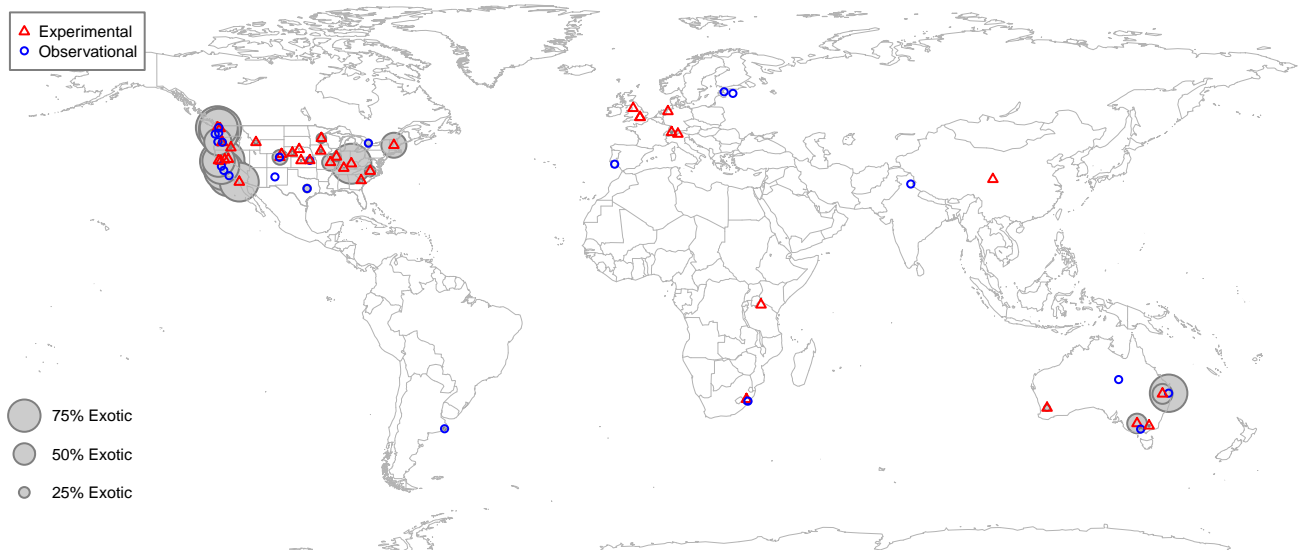 Experimental
Observational
75% Exotic
50% Exotic
25% Exotic